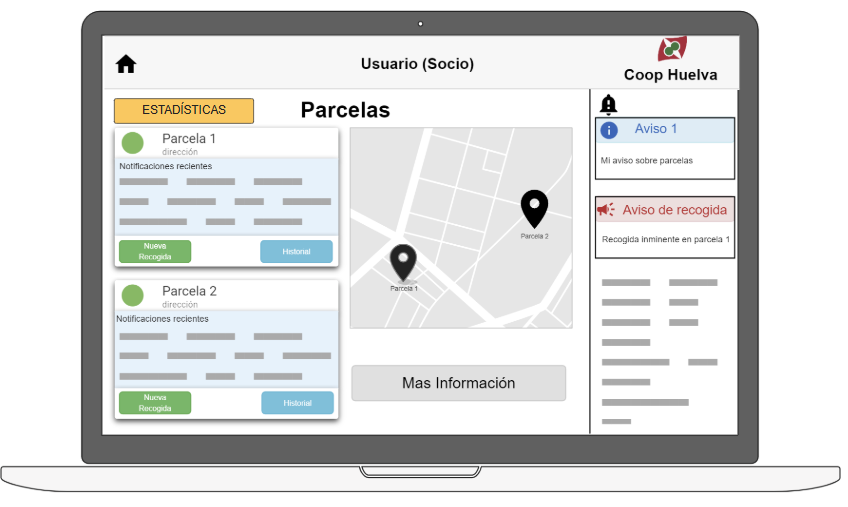 Usuario (Socio)
Coop Huelva
ESTADÍSTICAS
Parcelas
Parcela 1
dirección
Notificaciones recientes
Nueva
Recogida
Historial
Parcela 2
dirección
Notificaciones recientes
Nueva
Recogida
Historial
Parcela 2
Parcela 1
Mas Información
Aviso 1
Mi aviso sobre parcelas
Aviso de recogida
Recogida inminente en parcela 1